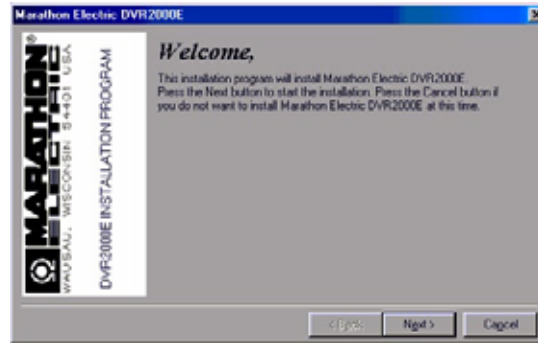 Marathon Electric DVR2000E
MARATHON®
ELECTRIC
WAUSAU, WISCONSIN 54401 USA
DVR2000E INSTALLATION PROGRAM
Welcome,
This installation program will install Marathon Electric DVR2000E.
Press the Next button to start the installation. Press the Cancel button if
you do not want to install Marathon Electric DVR2000E at this time.
< Back
Next >
Cancel